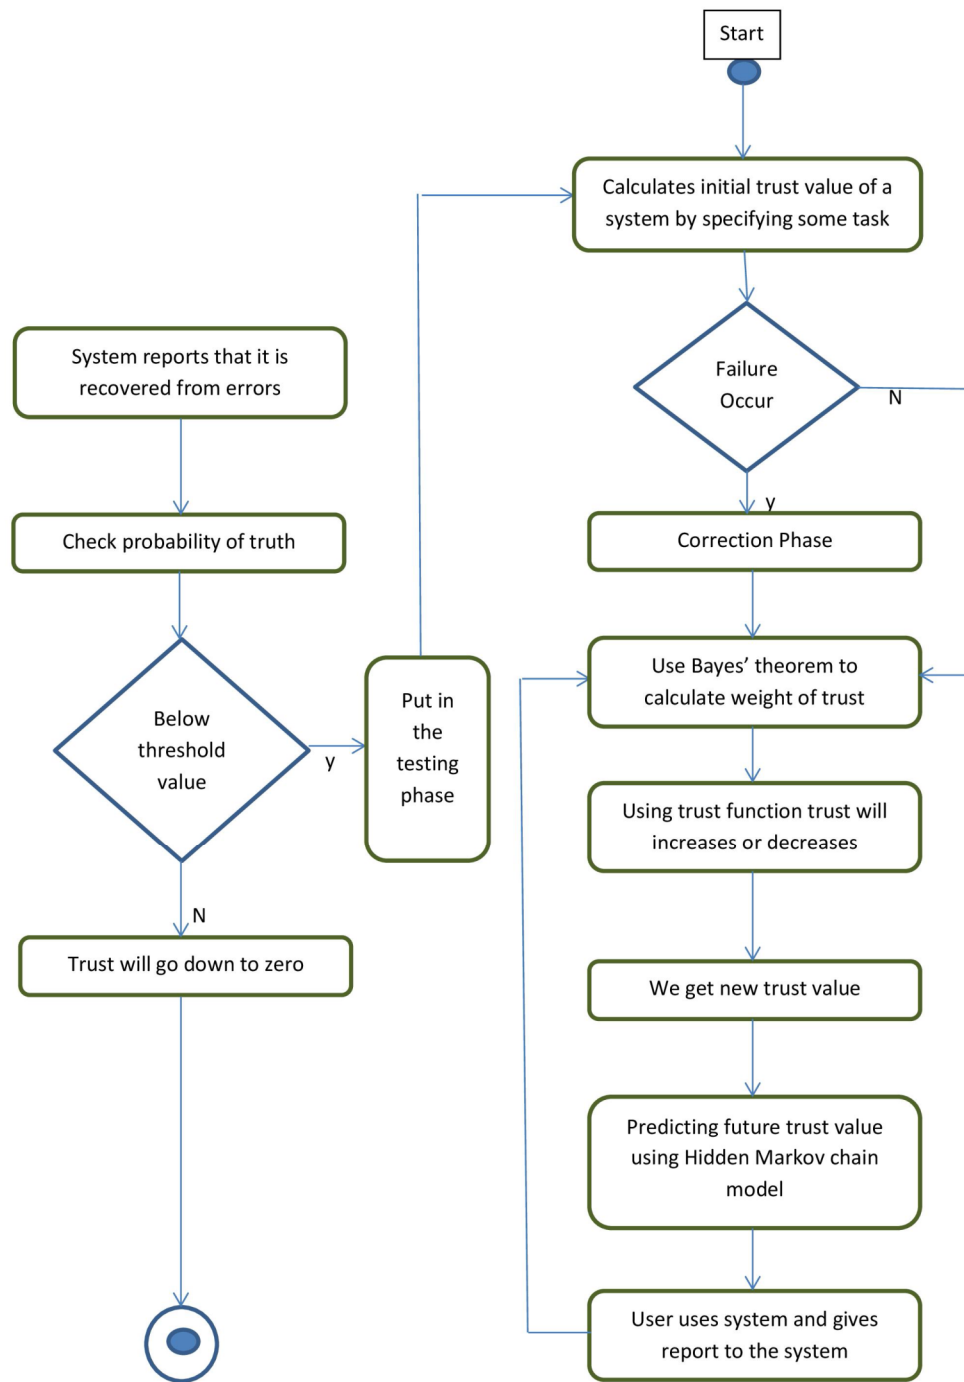 Start
Calculates initial trust value of a
system by specifying some task
Failure
Occur
N
y
Correction Phase
Use Bayes’ theorem to
calculate weight of trust
Using trust function trust will
increases or decreases
We get new trust value
Predicting future trust value
using Hidden Markov chain
model
User uses system and gives
report to the system
System reports that it is
recovered from errors
Check probability of truth
Below
threshold
value
y
Put in
the
testing
phase
N
Trust will go down to zero